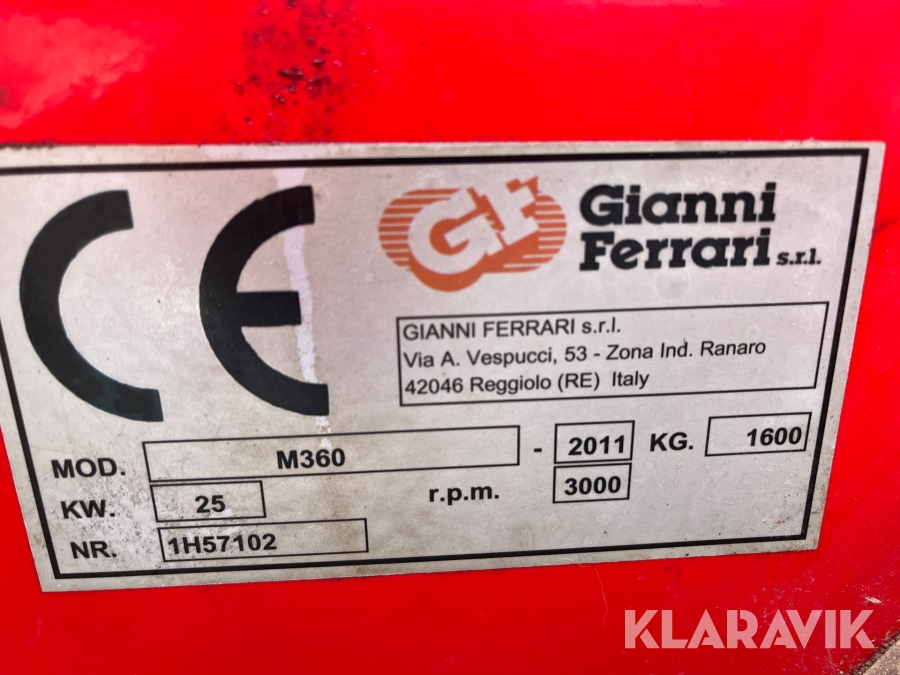 CE
GF
Gianni
Ferrari s.r.l.
GIANNI FERRARI s.r.l.
Via A. Vespucci, 53 - Zona Ind. Ranaro
42046 Reggiolo (RE) Italy
MOD. M360 - 2011 KG. 1600
KW. 25 r.p.m. 3000
NR. 1H57102
KLARAVIK